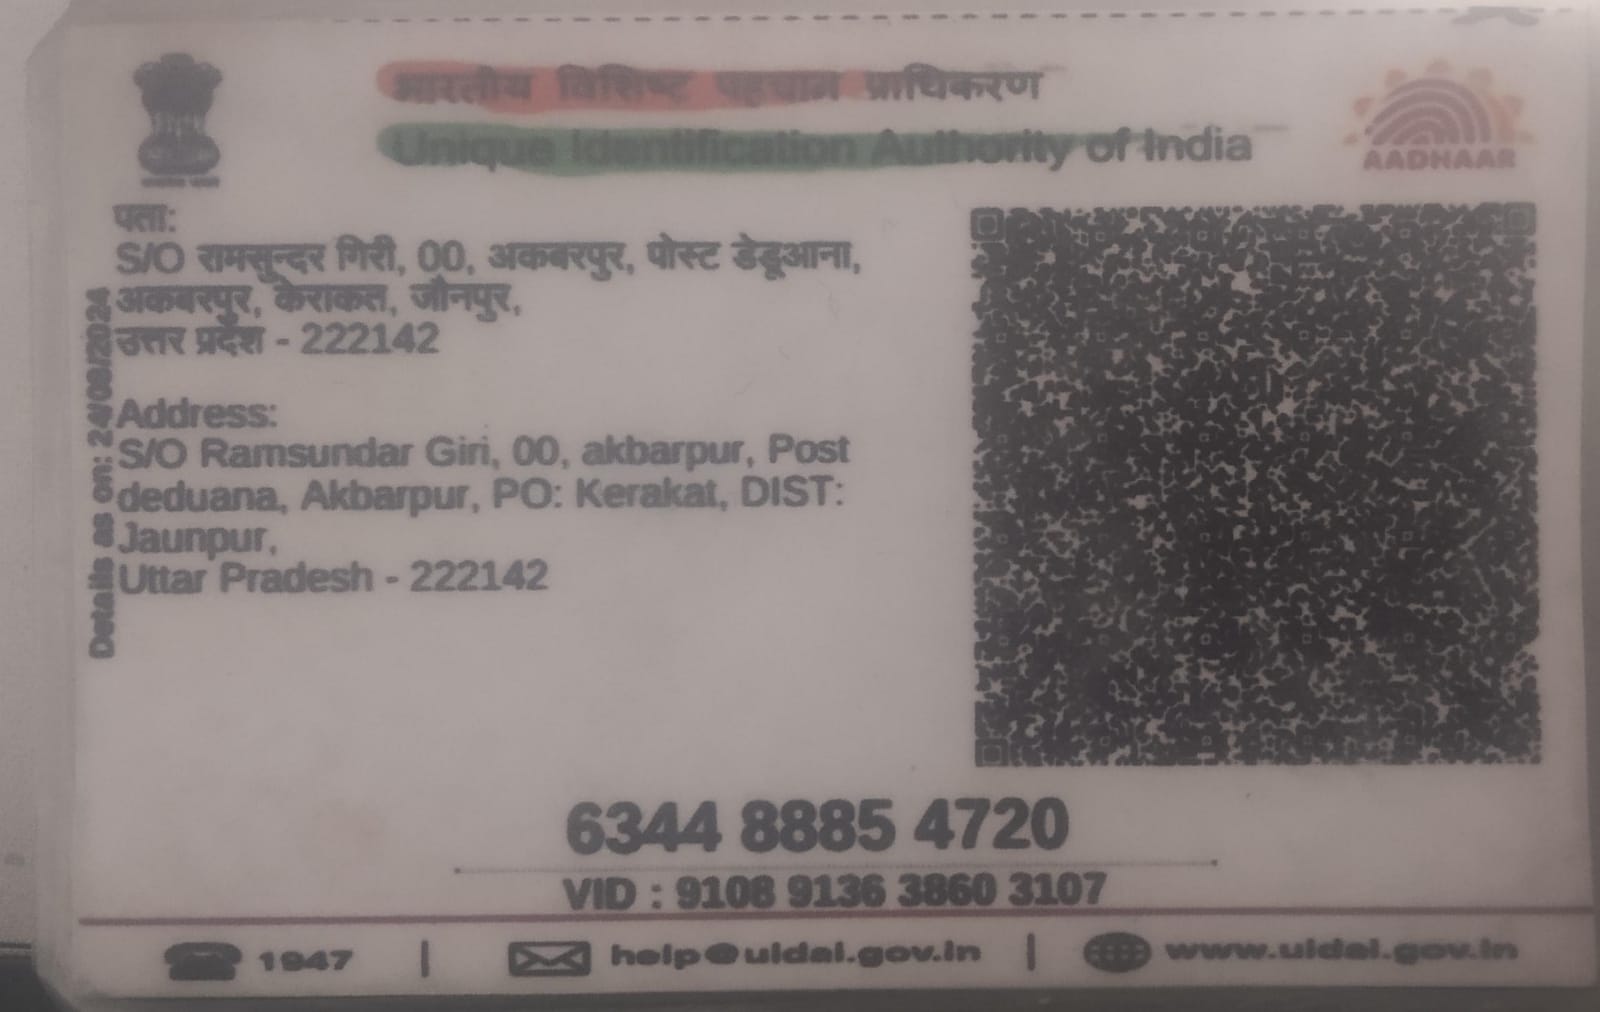 भारतीय विशिष्ट पहचान प्राधिकरण
Unique Identification Authority of India
AADHAAR
पता:
S/O रामसुन्दर गिरी, 00, अकबरपुर, पोस्ट डेडूआना,
अकबरपुर, केराकत, जौनपुर,
उत्तर प्रदेश - 222142
Address:
S/O Ramsundar Giri, 00, akbarpur, Post
deduana, Akbarpur, PO: Kerakat, DIST:
Jaunpur,
Uttar Pradesh - 222142
Details as on: 24/08/2024
6344 8885 4720
VID : 9108 9136 3860 3107
1947 | help@uidai.gov.in | www.uidai.gov.in